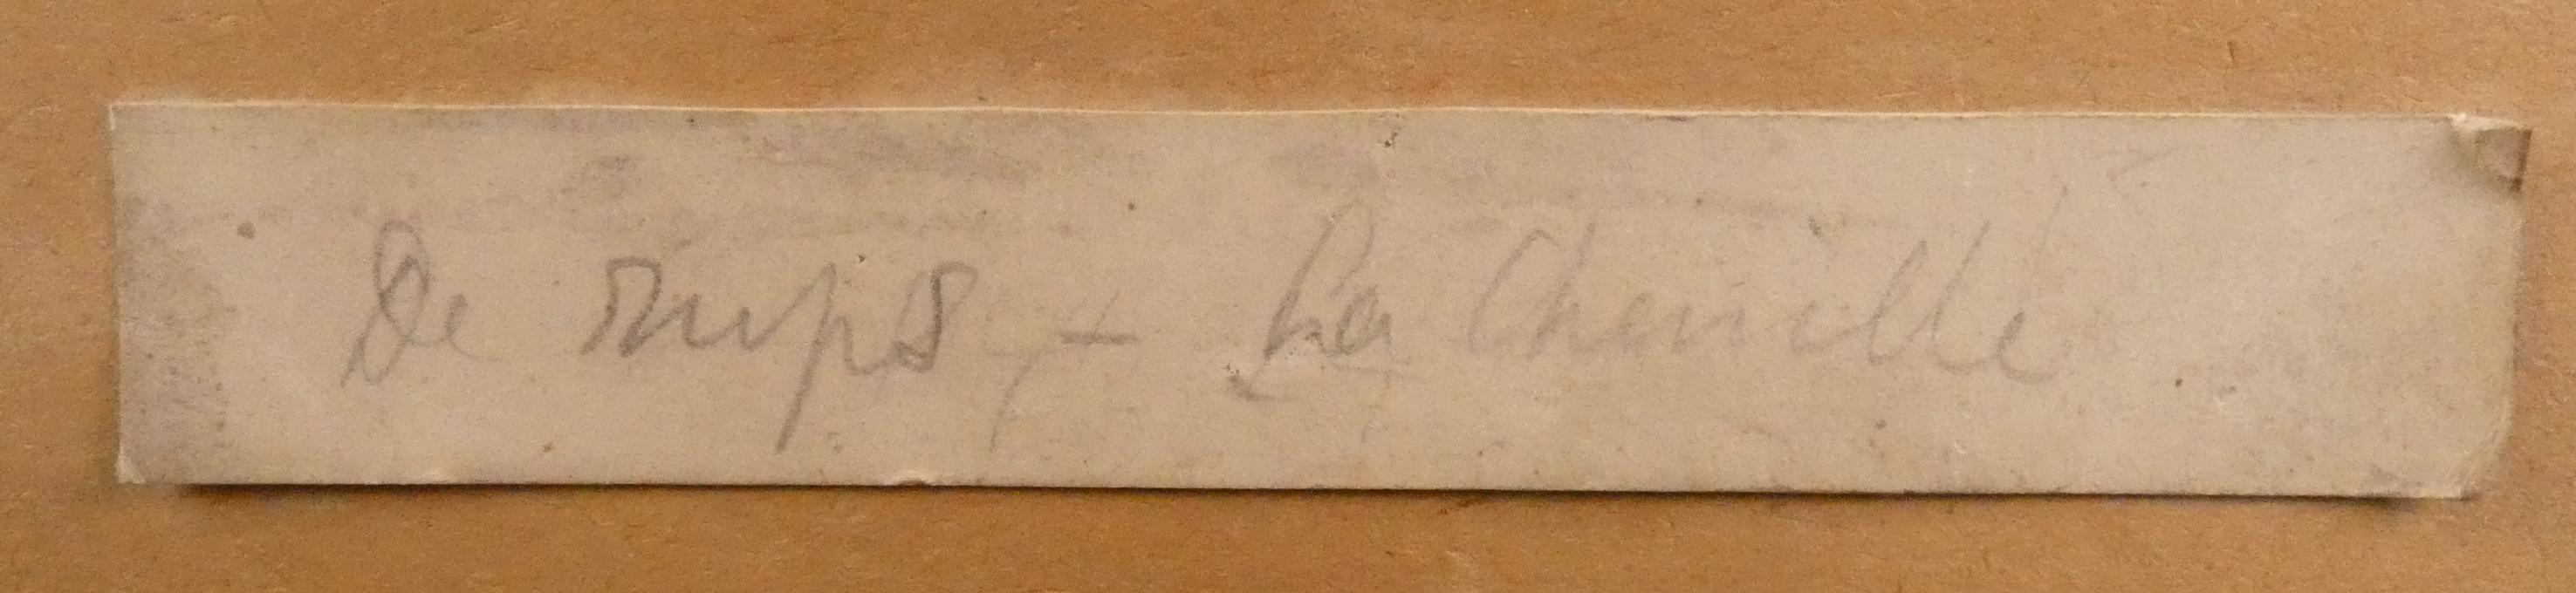 De rups + La Chenille